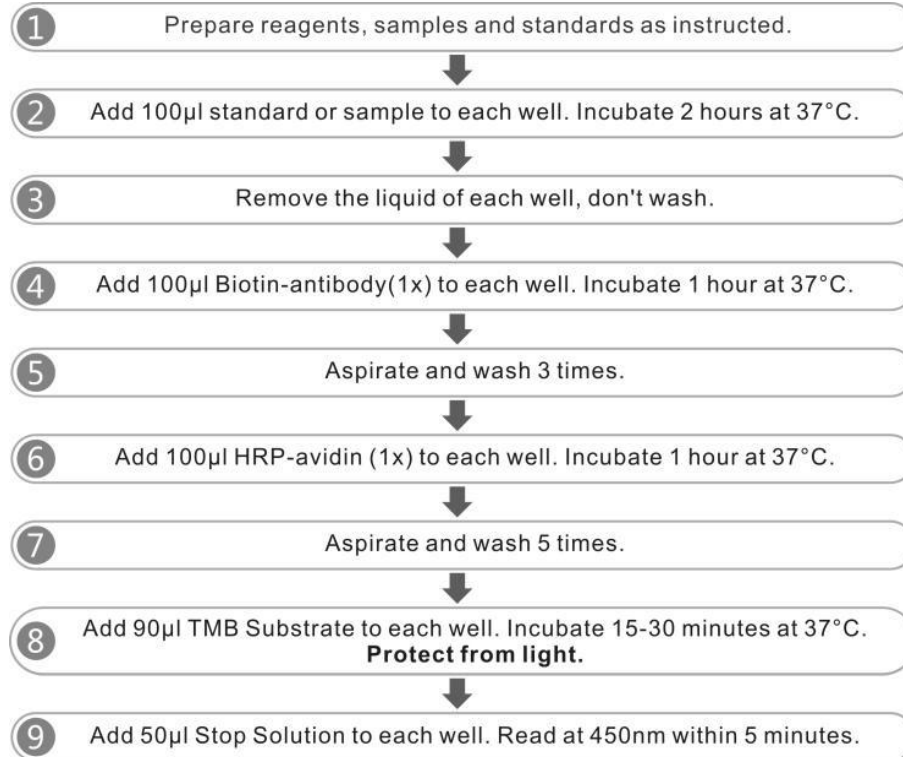 1 Prepare reagents, samples and standards as instructed.
2 Add 100µl standard or sample to each well. Incubate 2 hours at 37°C.
3 Remove the liquid of each well, don't wash.
4 Add 100µl Biotin-antibody(1x) to each well. Incubate 1 hour at 37°C.
5 Aspirate and wash 3 times.
6 Add 100µl HRP-avidin (1x) to each well. Incubate 1 hour at 37°C.
7 Aspirate and wash 5 times.
8 Add 90µl TMB Substrate to each well. Incubate 15-30 minutes at 37°C.
Protect from light.
9 Add 50µl Stop Solution to each well. Read at 450nm within 5 minutes.